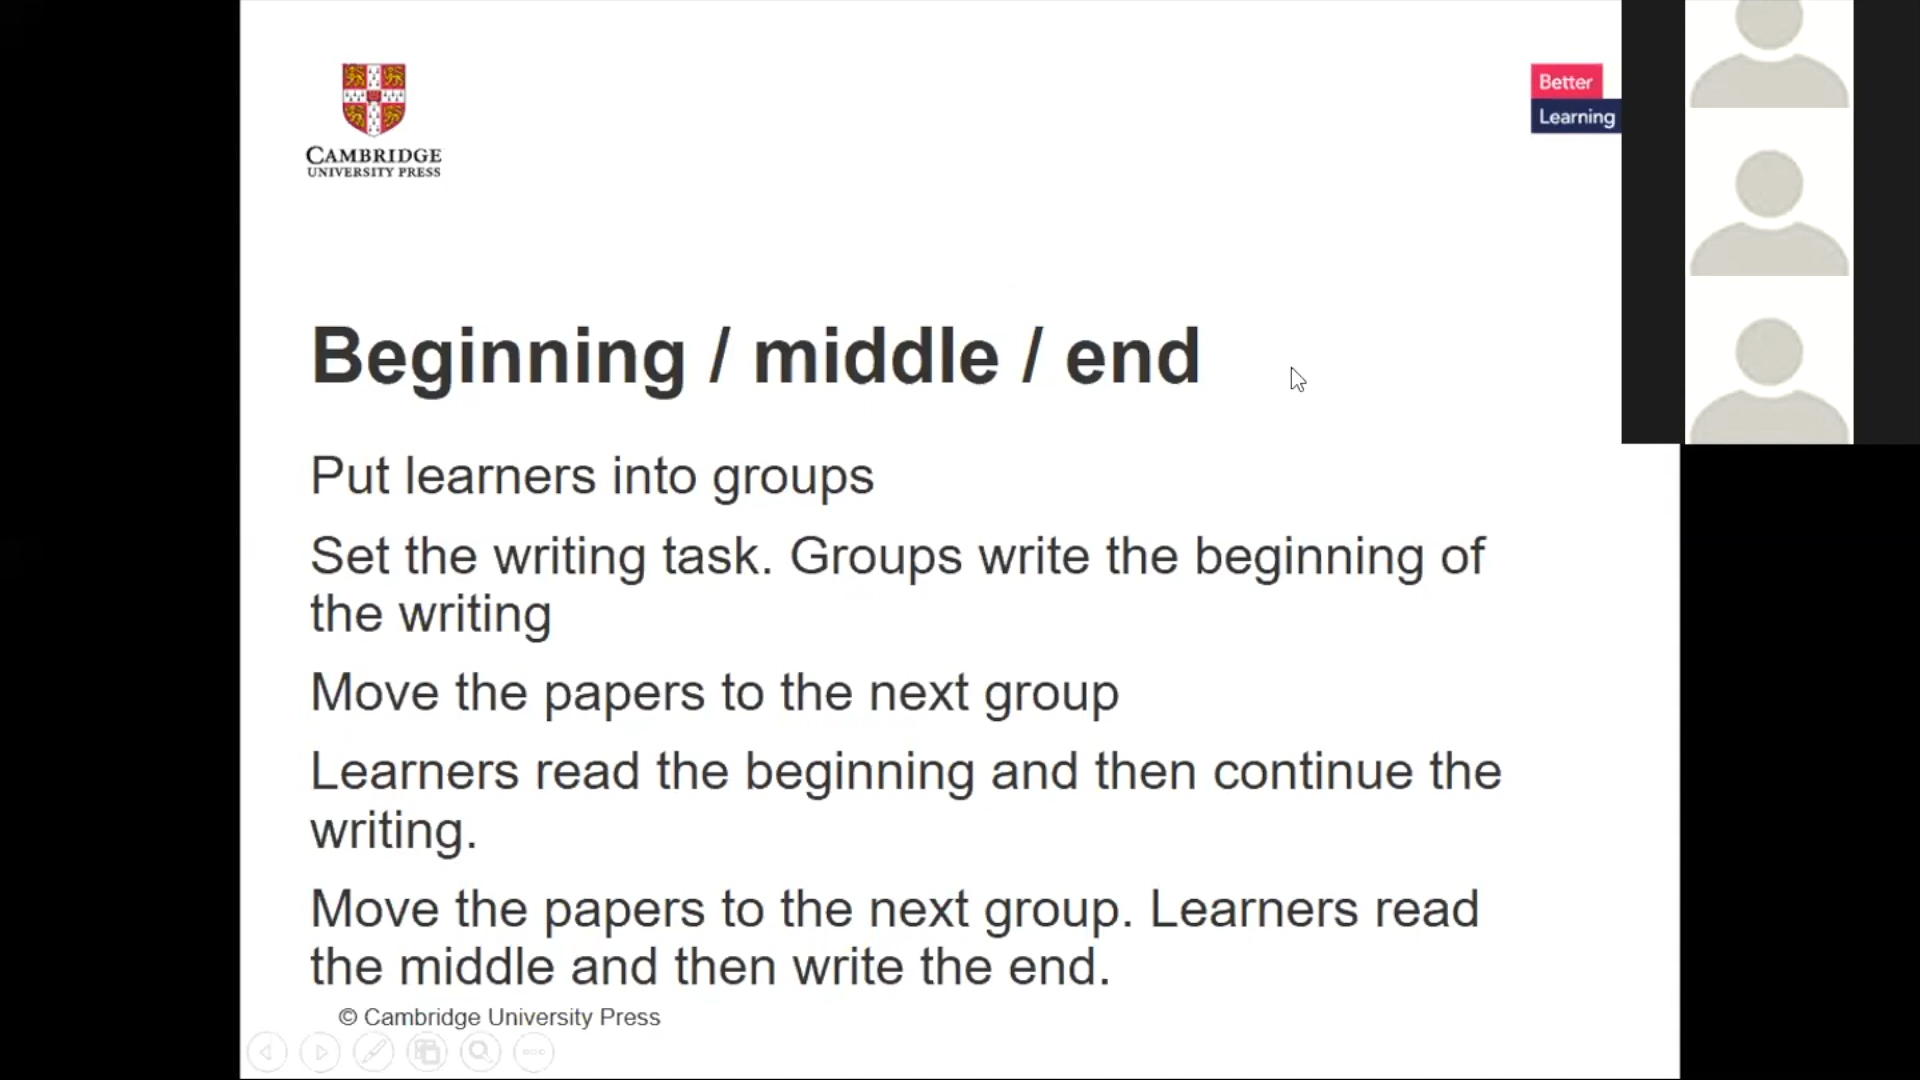 CAMBRIDGE
UNIVERSITY PRESS
Better
Learning
Beginning / middle / end
Put learners into groups
Set the writing task. Groups write the beginning of
the writing
Move the papers to the next group
Learners read the beginning and then continue the
writing.
Move the papers to the next group. Learners read
the middle and then write the end.
© Cambridge University Press